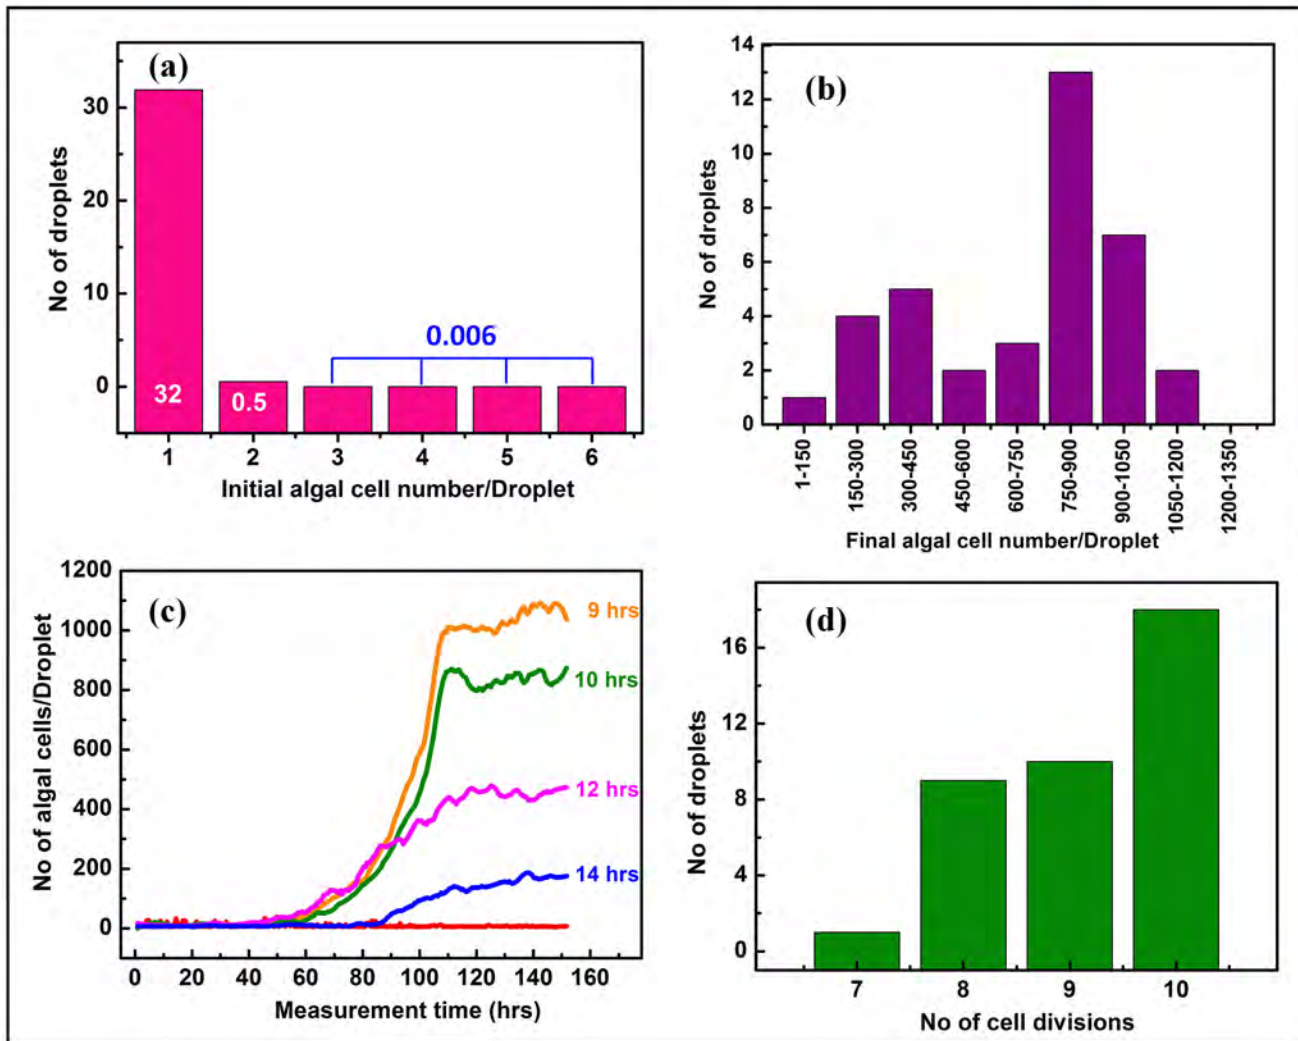 (a)
No of droplets
30
20
10
0
32
0.5
0.006
1 2 3 4 5 6
Initial algal cell number/Droplet
(b)
No of droplets
14
12
10
8
6
4
2
0
1-150
150-300
300-450
450-600
600-750
750-900
900-1050
1050-1200
1200-1350
Final algal cell number/Droplet
(c)
No of algal cells/Droplet
1200
1000
800
600
400
200
0
9 hrs
10 hrs
12 hrs
14 hrs
0 20 40 60 80 100 120 140 160
Measurement time (hrs)
(d)
No of droplets
16
12
8
4
0
7 8 9 10
No of cell divisions